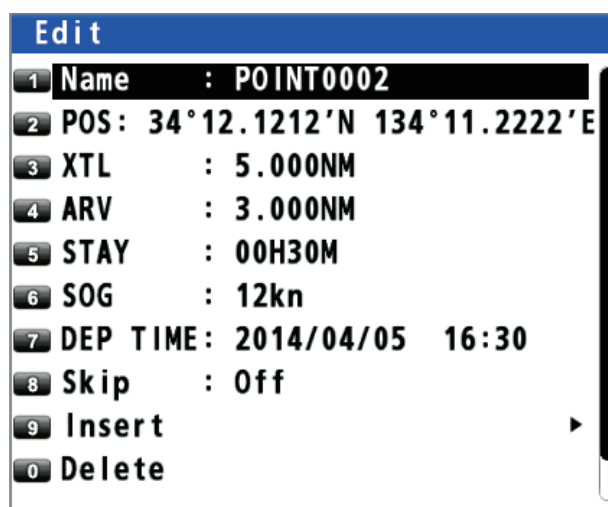 Edit
1 Name : POINT0002
2 POS: 34°12.1212'N 134°11.2222'E
3 XTL : 5.000NM
4 ARV : 3.000NM
5 STAY : 00H30M
6 SOG : 12kn
7 DEP TIME: 2014/04/05 16:30
8 Skip : Off
9 Insert ▶
0 Delete